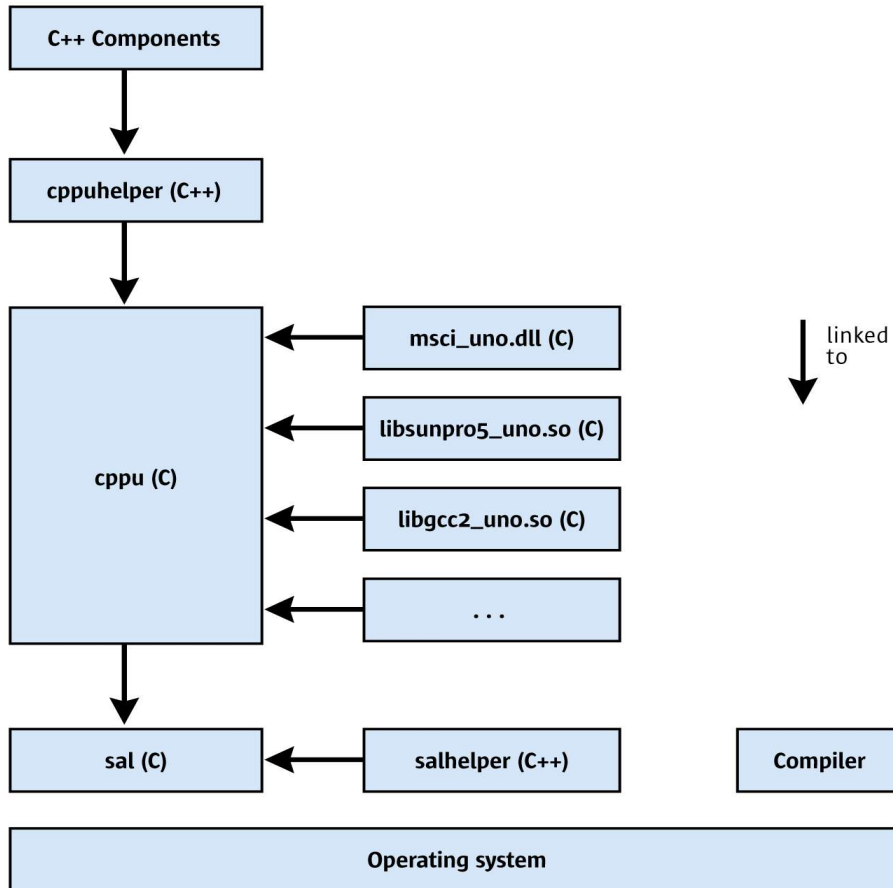 C++ Components
cppuhelper (C++)
cppu (C)
msci_uno.dll (C)
libsunpro5_uno.so (C)
libgcc2_uno.so (C)
...
linked
to
sal (C)
salhelper (C++)
Compiler
Operating system